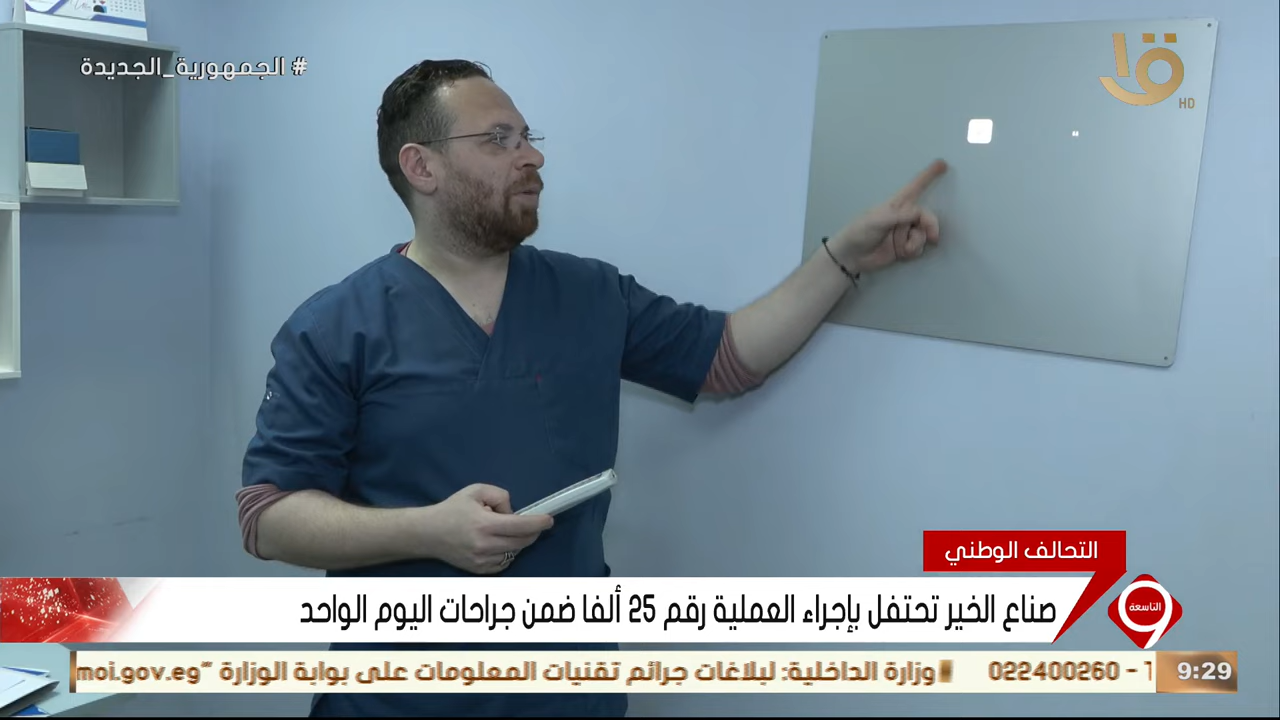 #الجمهورية_الجديدة
HD
التحالف الوطني
التاسعة
صناع الخير تحتفل بإجراء العملية رقم 25 ألفا ضمن جراحات اليوم الواحد
9:29
022400260 - 1
وزارة الداخلية: لبلاغات جرائم تقنيات المعلومات على بوابة الوزارة "moi.gov.eg